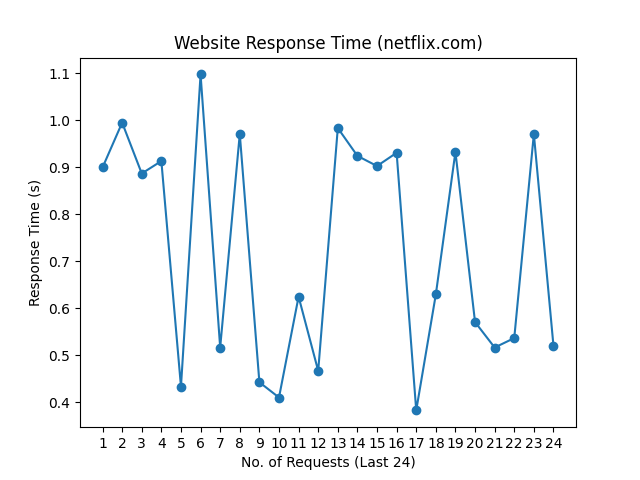 Website Response Time (netflix.com)
Response Time (s)
1.1
1.0
0.9
0.8
0.7
0.6
0.5
0.4
1 2 3 4 5 6 7 8 9 10 11 12 13 14 15 16 17 18 19 20 21 22 23 24
No. of Requests (Last 24)